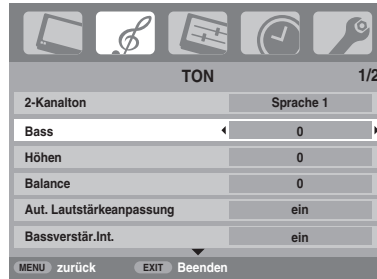 TON 1/2
2-Kanalton Sprache 1
Bass 0
Höhen 0
Balance 0
Aut. Lautstärkeanpassung ein
Bassverstär.Int. ein
MENU zurück EXIT Beenden